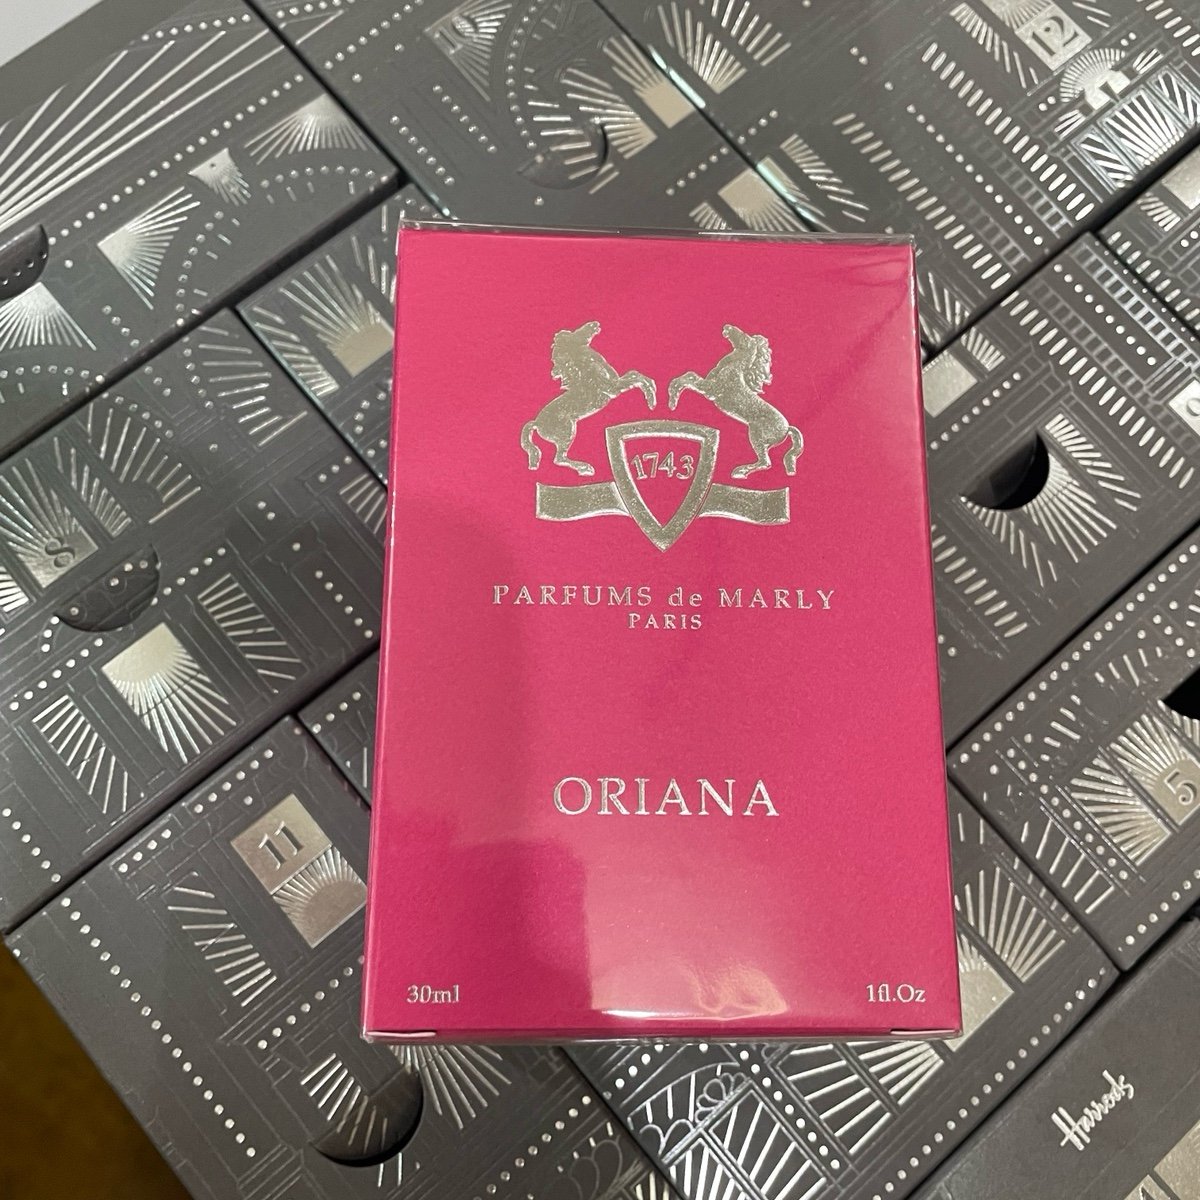 12
1743
PARFUMS de MARLY
PARIS
8
5
ORIANA
11
30ml
1fl.Oz
Harrods